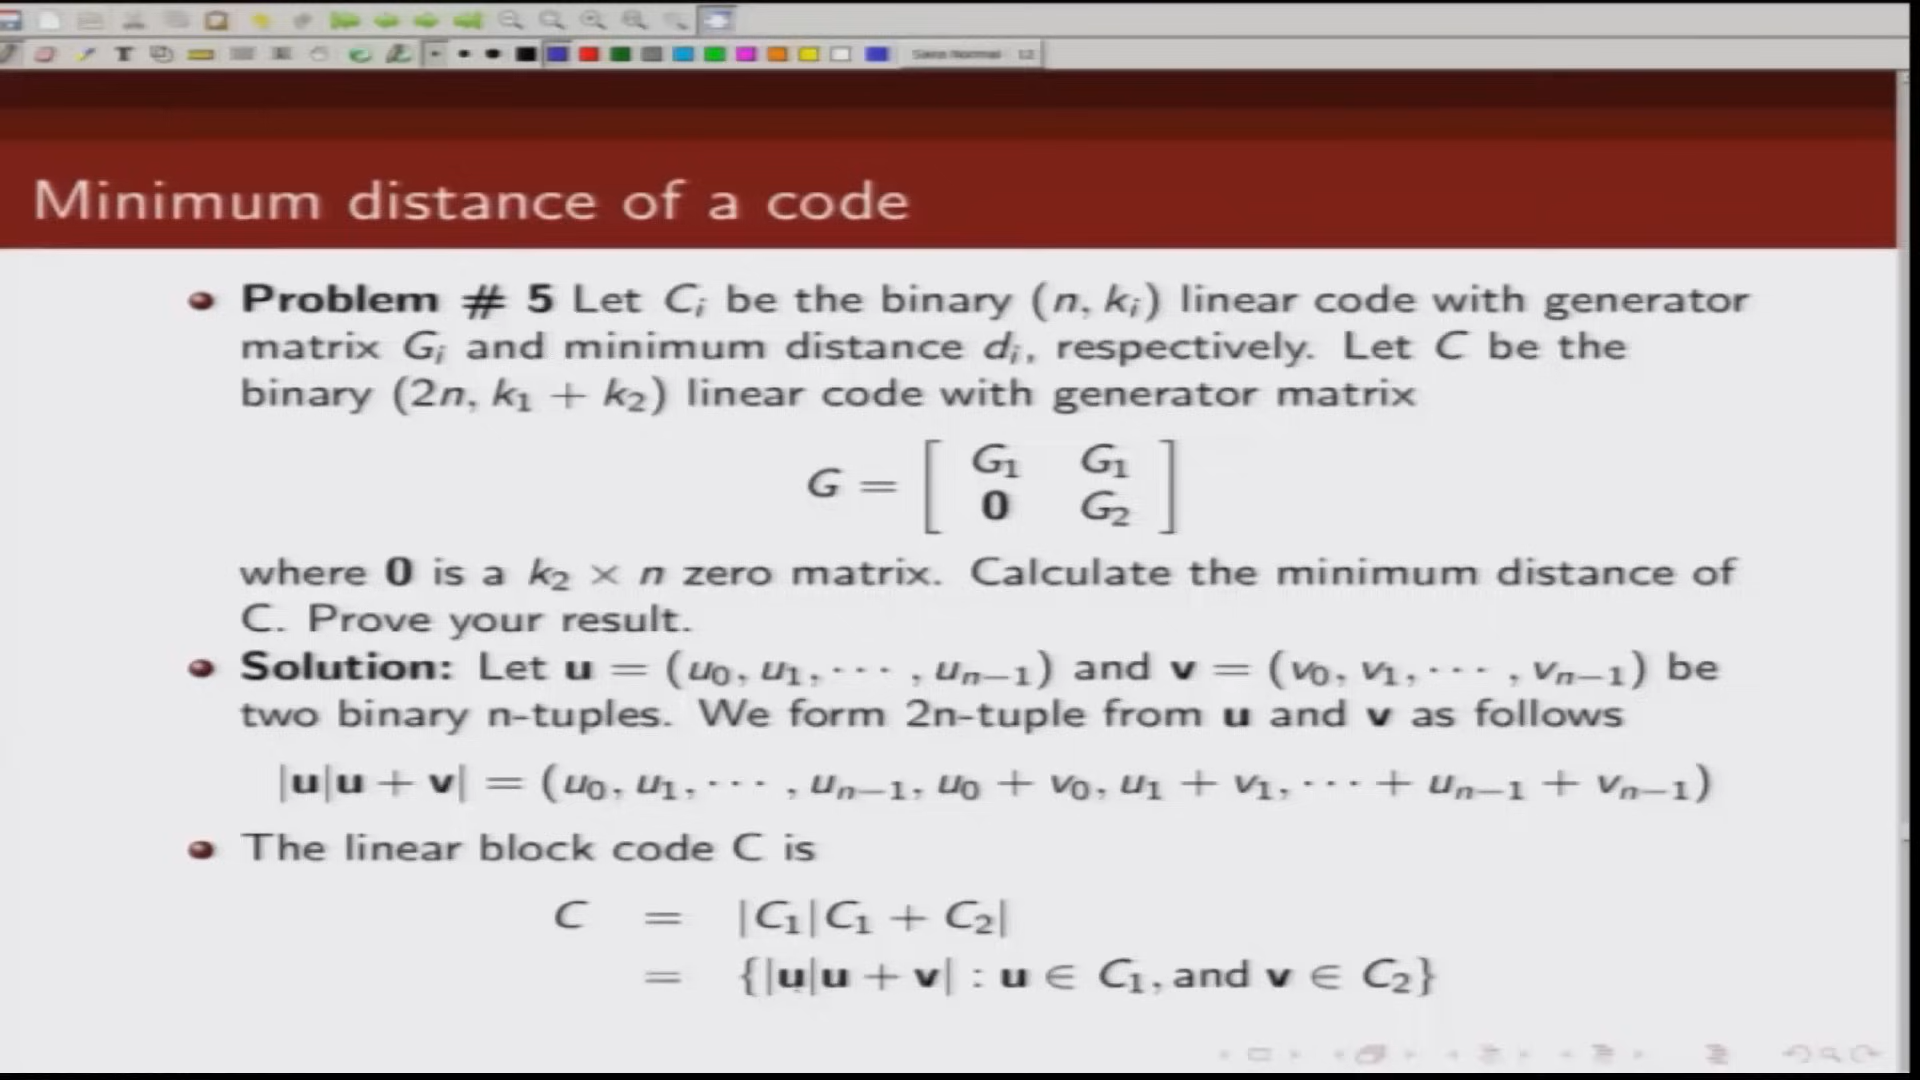 T Sans Normal 12
Minimum distance of a code
Problem # 5 Let C_i be the binary (n, k_i) linear code with generator
matrix G_i and minimum distance d_i, respectively. Let C be the
binary (2n, k_1 + k_2) linear code with generator matrix
G = [ G_1 G_1
0 G_2 ]
where 0 is a k_2 × n zero matrix. Calculate the minimum distance of
C. Prove your result.
Solution: Let u = (u_0, u_1, ⋯ , u_{n−1}) and v = (v_0, v_1, ⋯ , v_{n−1}) be
two binary n-tuples. We form 2n-tuple from u and v as follows
|u|u + v| = (u_0, u_1, ⋯ , u_{n−1}, u_0 + v_0, u_1 + v_1, ⋯ + u_{n−1} + v_{n−1})
The linear block code C is
C = |C_1|C_1 + C_2|
= {|u|u + v| : u ∈ C_1, and v ∈ C_2}